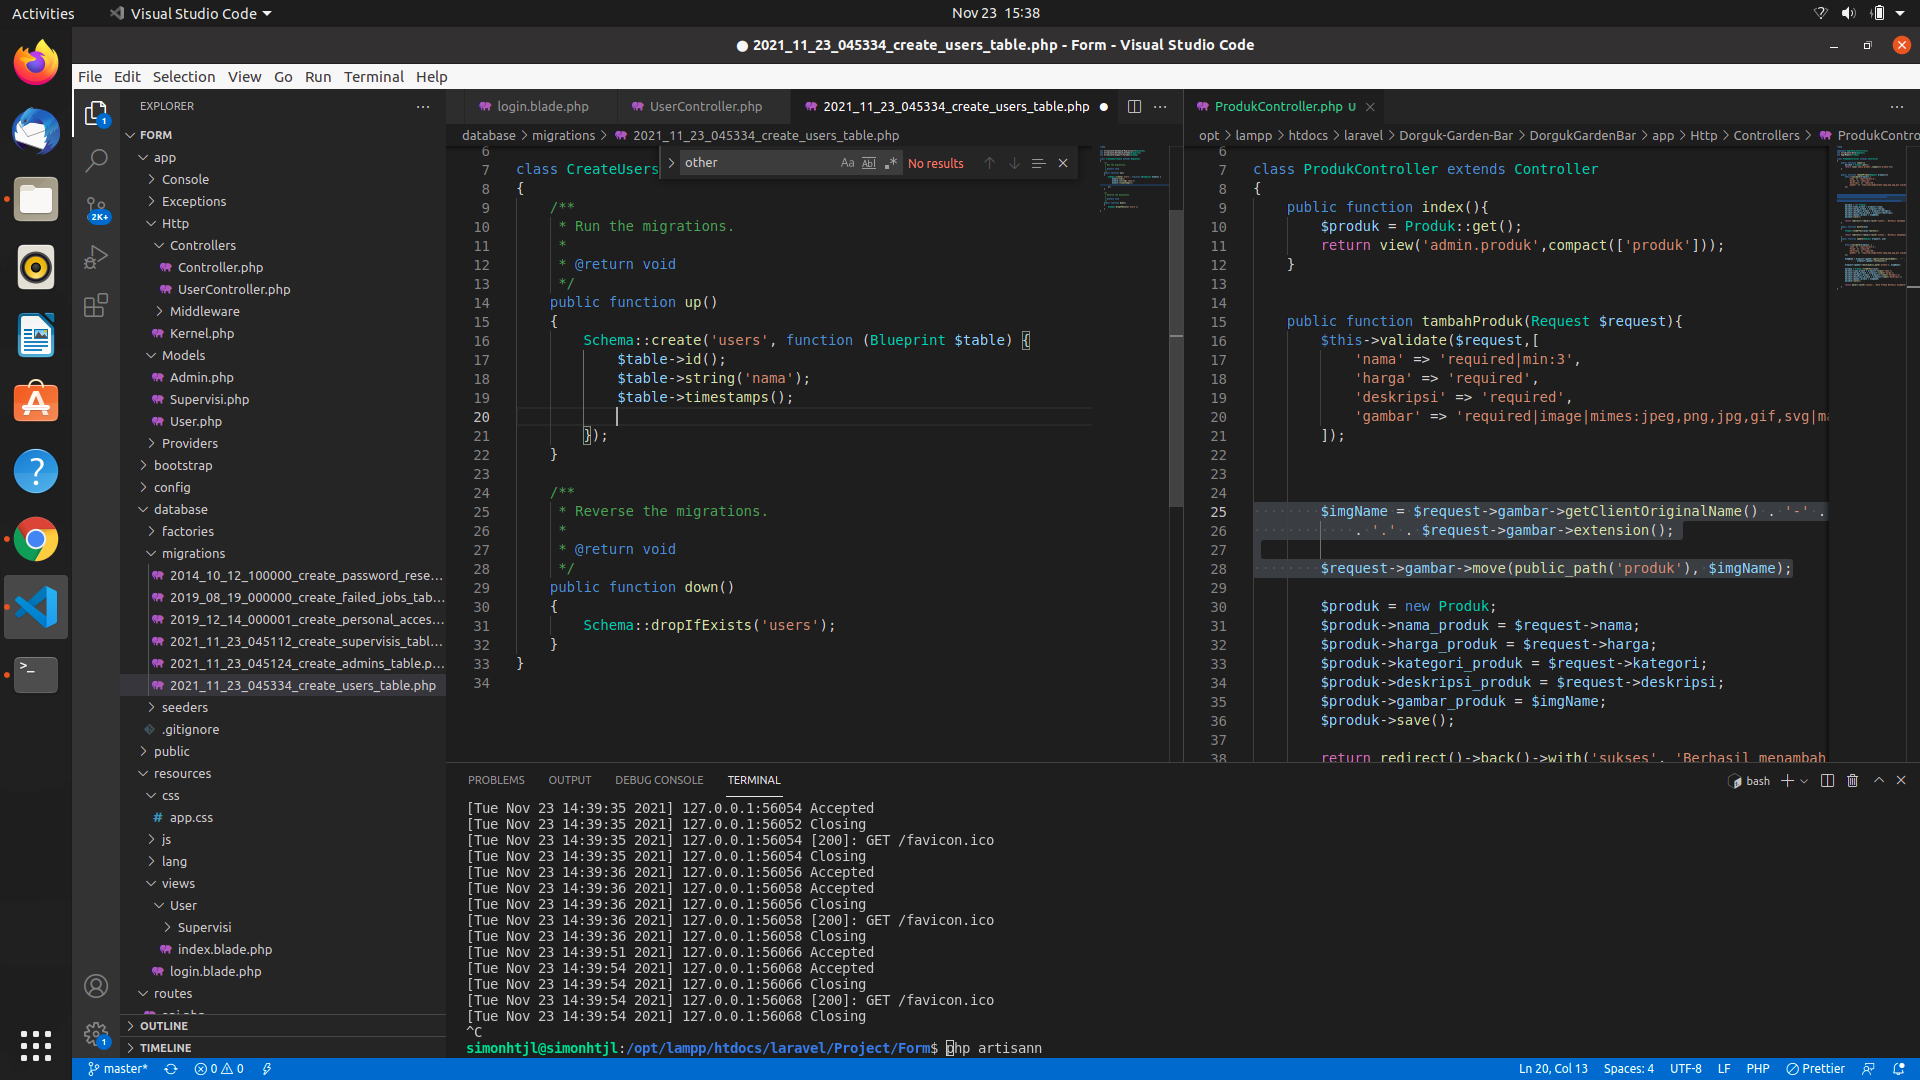 Activities
Visual Studio Code
Nov 23 15:38
● 2021_11_23_045334_create_users_table.php - Form - Visual Studio Code
File Edit Selection View Go Run Terminal Help
EXPLORER
FORM
app
Console
Exceptions
Http
Controllers
Controller.php
UserController.php
Middleware
Kernel.php
Models
Admin.php
Supervisi.php
User.php
Providers
bootstrap
config
database
factories
migrations
2014_10_12_100000_create_password_rese...
2019_08_19_000000_create_failed_jobs_tab...
2019_12_14_000001_create_personal_acces...
2021_11_23_045112_create_supervisis_tabl...
2021_11_23_045124_create_admins_table.p...
2021_11_23_045334_create_users_table.php
seeders
.gitignore
public
resources
css
# app.css
js
lang
views
User
Supervisi
index.blade.php
login.blade.php
routes
OUTLINE
TIMELINE
1
2K+
1
login.blade.php
UserController.php
2021_11_23_045334_create_users_table.php
database > migrations > 2021_11_23_045334_create_users_table.php
> other Aa Abl .* No results
6
7 class CreateUsers
8 {
9 /**
10 * Run the migrations.
11 *
12 * @return void
13 */
14 public function up()
15 {
16 Schema::create('users', function (Blueprint $table) {
17 $table->id();
18 $table->string('nama');
19 $table->timestamps();
20
21 });
22 }
23
24 /**
25 * Reverse the migrations.
26 *
27 * @return void
28 */
29 public function down()
30 {
31 Schema::dropIfExists('users');
32 }
33 }
34
ProdukController.php U
opt > lampp > htdocs > laravel > Dorguk-Garden-Bar > DorgukGardenBar > app > Http > Controllers > ProdukContro
6
7 class ProdukController extends Controller
8 {
9 public function index(){
10 $produk = Produk::get();
11 return view('admin.produk',compact(['produk']));
12 }
13
14
15 public function tambahProduk(Request $request){
16 $this->validate($request,[
17 'nama' => 'required|min:3',
18 'harga' => 'required',
19 'deskripsi' => 'required',
20 'gambar' => 'required|image|mimes:jpeg,png,jpg,gif,svg|ma
21 ]);
22
23
24
25 $imgName = $request->gambar->getClientOriginalName() . '-' .
26 . '.' . $request->gambar->extension();
27
28 $request->gambar->move(public_path('produk'), $imgName);
29
30 $produk = new Produk;
31 $produk->nama_produk = $request->nama;
32 $produk->harga_produk = $request->harga;
33 $produk->kategori_produk = $request->kategori;
34 $produk->deskripsi_produk = $request->deskripsi;
35 $produk->gambar_produk = $imgName;
36 $produk->save();
37
38 return redirect()->back()->with('sukses', 'Berhasil menambah
PROBLEMS OUTPUT DEBUG CONSOLE TERMINAL
bash
[Tue Nov 23 14:39:35 2021] 127.0.0.1:56054 Accepted
[Tue Nov 23 14:39:35 2021] 127.0.0.1:56052 Closing
[Tue Nov 23 14:39:35 2021] 127.0.0.1:56054 [200]: GET /favicon.ico
[Tue Nov 23 14:39:35 2021] 127.0.0.1:56054 Closing
[Tue Nov 23 14:39:36 2021] 127.0.0.1:56056 Accepted
[Tue Nov 23 14:39:36 2021] 127.0.0.1:56058 Accepted
[Tue Nov 23 14:39:36 2021] 127.0.0.1:56056 Closing
[Tue Nov 23 14:39:36 2021] 127.0.0.1:56058 [200]: GET /favicon.ico
[Tue Nov 23 14:39:36 2021] 127.0.0.1:56058 Closing
[Tue Nov 23 14:39:51 2021] 127.0.0.1:56066 Accepted
[Tue Nov 23 14:39:54 2021] 127.0.0.1:56068 Accepted
[Tue Nov 23 14:39:54 2021] 127.0.0.1:56066 Closing
[Tue Nov 23 14:39:54 2021] 127.0.0.1:56068 [200]: GET /favicon.ico
[Tue Nov 23 14:39:54 2021] 127.0.0.1:56068 Closing
^C
simonhtjl@simonhtjl:/opt/lampp/htdocs/laravel/Project/Form$ php artisann
master* 0 0
Ln 20, Col 13 Spaces: 4 UTF-8 LF PHP Prettier